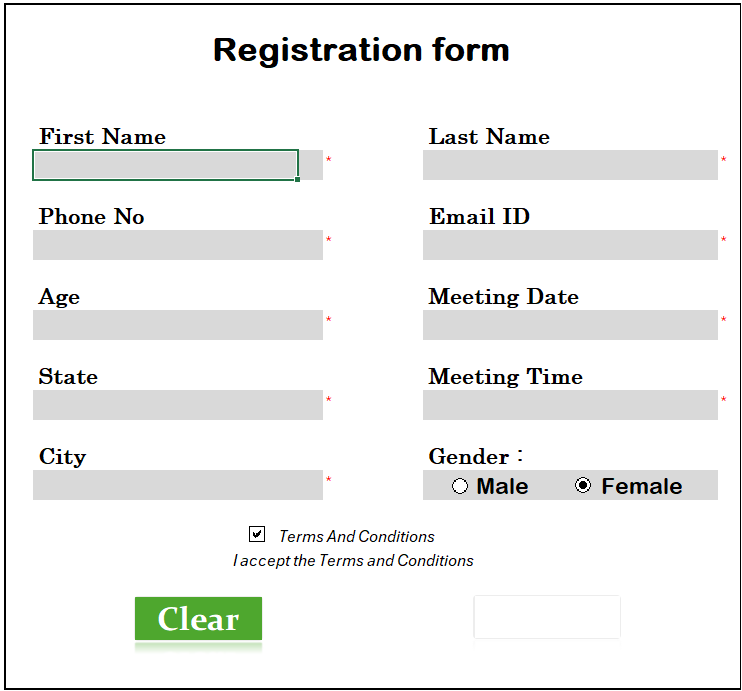 Registration form
First Name
Last Name
* *
Phone No
Email ID
* *
Age
Meeting Date
* *
State
Meeting Time
* *
City
Gender :
* Male Female
Terms And Conditions
I accept the Terms and Conditions
Clear